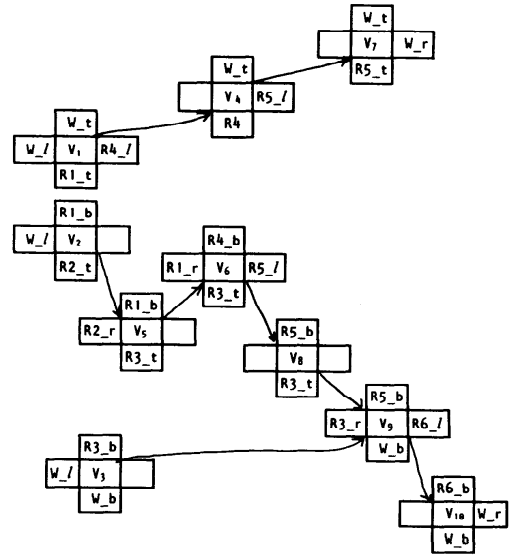 W_t
V₇ W_r
R5_t
W_t
V₄ R5_l
R4
W_t
W_l V₁ R4_l
R1_t
R1_b
W_l V₂
R2_t
R4_b
R1_r V₆ R5_l
R3_t
R1_b
R2_r V₅
R3_t
R5_b
V₈
R3_t
R5_b
R3_r V₉ R6_l
W_b
R3_b
W_l V₃
W_b
R6_b
V₁₀ W_r
W_b